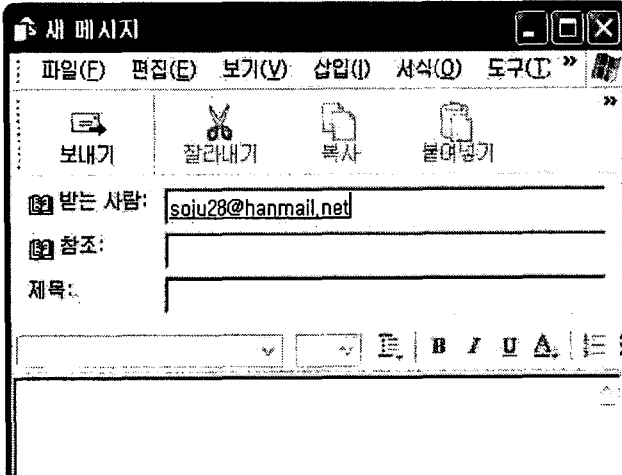 새 메시지
파일(F) 편집(E) 보기(V) 삽입(I) 서식(O) 도구(T) »
보내기 잘라내기 복사 붙여넣기 »
받는 사람: soju28@hanmail.net
참조:
제목:
B I U A